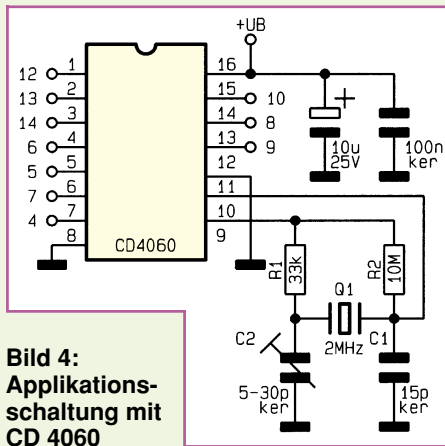 +UB
12 1
13 2
14 3
6 4
5 5
7 6
4 7
8
16
15 10
14 8
13 9
12
11
10
9
CD4060
+
10u
25V
100n
ker
R1
33k
R2
10M
Q1
2MHz
C2
5-30p
ker
C1
15p
ker
Bild 4:
Applikations-
schaltung mit
CD 4060